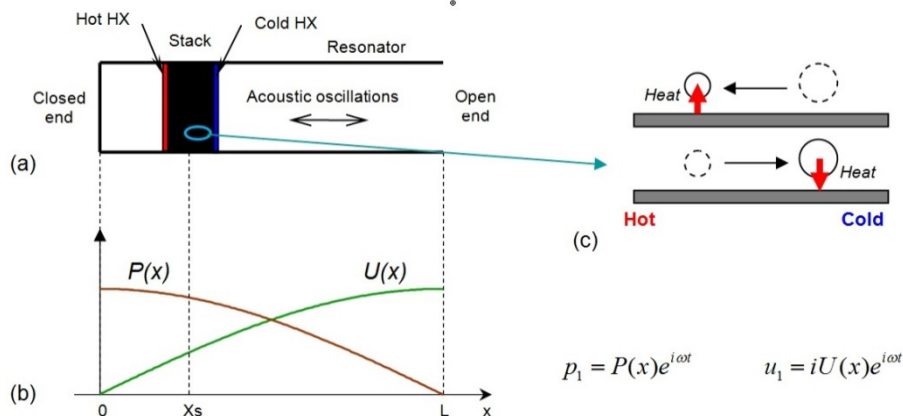 Hot HX
Cold HX
Stack
Resonator
Closed end
Acoustic oscillations
Open end
(a)
Heat
Heat
Hot
Cold
(c)
P(x)
U(x)
(b)
0
Xs
L
x
p₁ = P(x)e^{iωt}
u₁ = iU(x)e^{iωt}